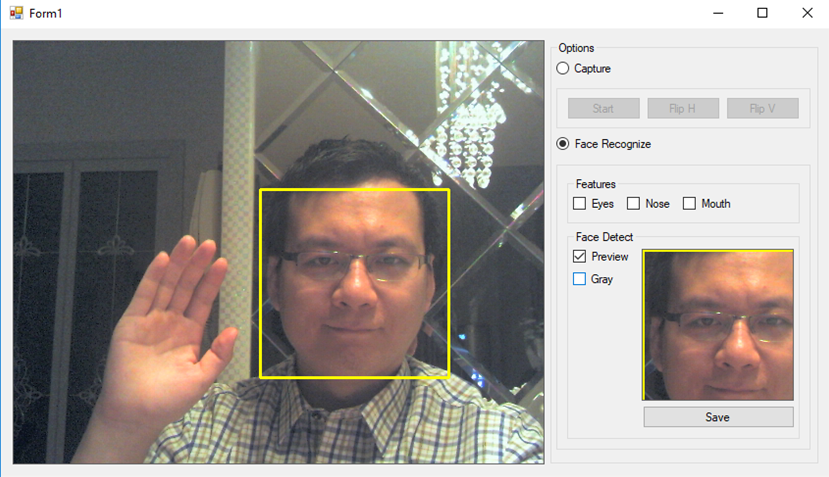 Form1
Options
Capture
Start Flip H Flip V
Face Recognize
Features
Eyes Nose Mouth
Face Detect
Preview
Gray
Save